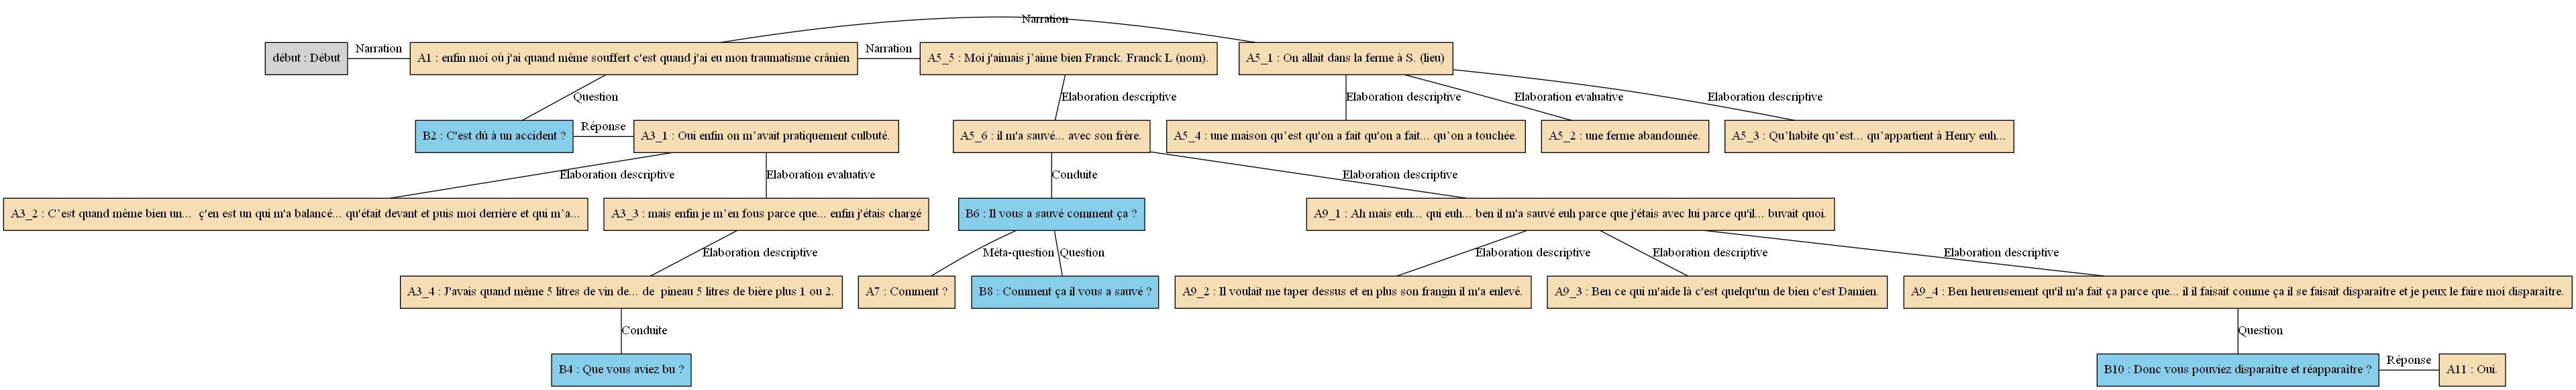 Narration
début : Début
Narration
A1 : enfin moi où j'ai quand même souffert c'est quand j'ai eu mon traumatisme crânien
Narration
A5_5 : Moi j'aimais j’aime bien Franck. Franck L (nom).
A5_1 : On allait dans la ferme à S. (lieu)
Question
Elaboration descriptive
Elaboration descriptive
Elaboration evaluative
Elaboration descriptive
B2 : C'est dû à un accident ?
Réponse
A3_1 : Oui enfin on m’avait pratiquement culbuté.
A5_6 : il m'a sauvé... avec son frère.
A5_4 : une maison qu’est qu'on a fait qu'on a fait... qu’on a touchée.
A5_2 : une ferme abandonnée.
A5_3 : Qu’habite qu’est... qu’appartient à Henry euh...
Elaboration descriptive
Elaboration evaluative
Conduite
Elaboration descriptive
A3_2 : C’est quand même bien un...  ç'en est un qui m'a balancé... qu'était devant et puis moi derrière et qui m’a...
A3_3 : mais enfin je m’en fous parce que... enfin j'étais chargé
B6 : Il vous a sauvé comment ça ?
A9_1 : Ah mais euh... qui euh... ben il m'a sauvé euh parce que j'étais avec lui parce qu'il... buvait quoi.
Elaboration descriptive
Méta-question
Question
Elaboration descriptive
Elaboration descriptive
Elaboration descriptive
A3_4 : J'avais quand même 5 litres de vin de... de  pineau 5 litres de bière plus 1 ou 2.
A7 : Comment ?
B8 : Comment ça il vous a sauvé ?
A9_2 : Il voulait me taper dessus et en plus son frangin il m'a enlevé.
A9_3 : Ben ce qui m'aide là c'est quelqu'un de bien c'est Damien.
A9_4 : Ben heureusement qu'il m'a fait ça parce que... il il faisait comme ça il se faisait disparaître et je peux le faire moi disparaître.
Conduite
Question
B4 : Que vous aviez bu ?
B10 : Donc vous pouviez disparaître et réapparaître ?
Réponse
A11 : Oui.